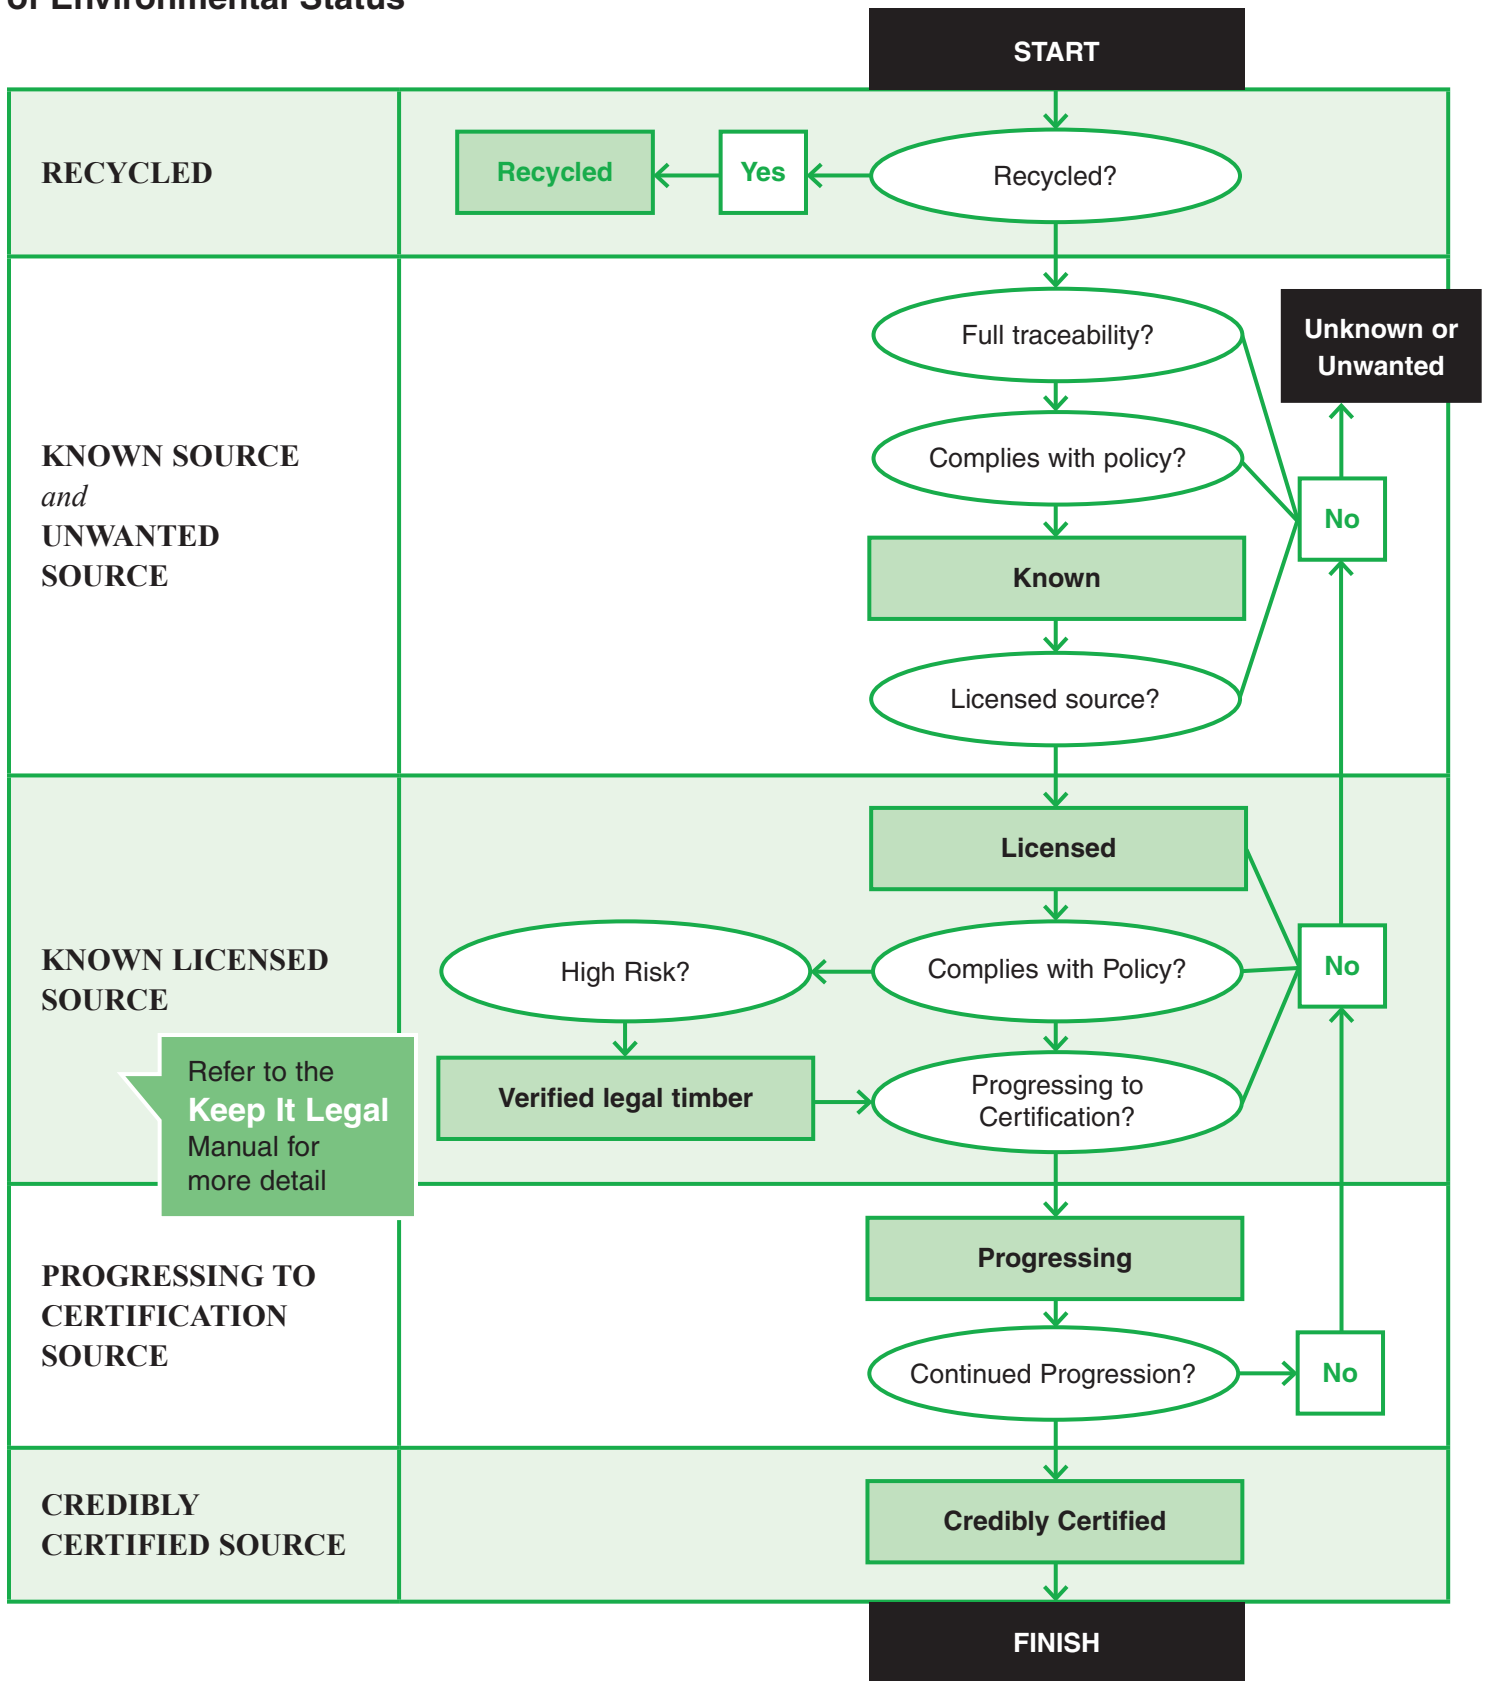 of Environmental Status
START
RECYCLED
Recycled
Yes
Recycled?
Full traceability?
Unknown or
Unwanted
Complies with policy?
KNOWN SOURCE
and
UNWANTED
SOURCE
No
Known
Licensed source?
Licensed
KNOWN LICENSED
SOURCE
High Risk?
Complies with Policy?
No
Refer to the
Keep It Legal
Manual for
more detail
Verified legal timber
Progressing to
Certification?
Progressing
PROGRESSING TO
CERTIFICATION
SOURCE
Continued Progression?
No
CREDIBLY
CERTIFIED SOURCE
Credibly Certified
FINISH